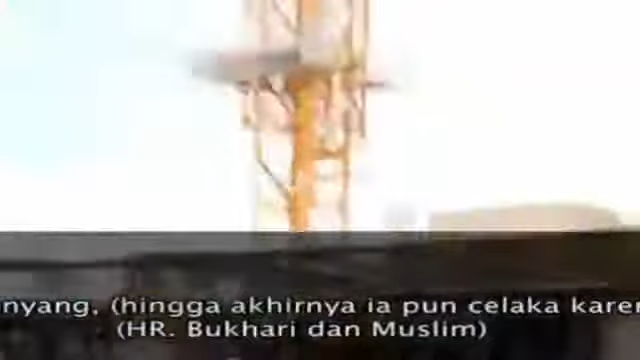 nyang, (hingga akhirnya ia pun celaka karen
(HR. Bukhari dan Muslim)